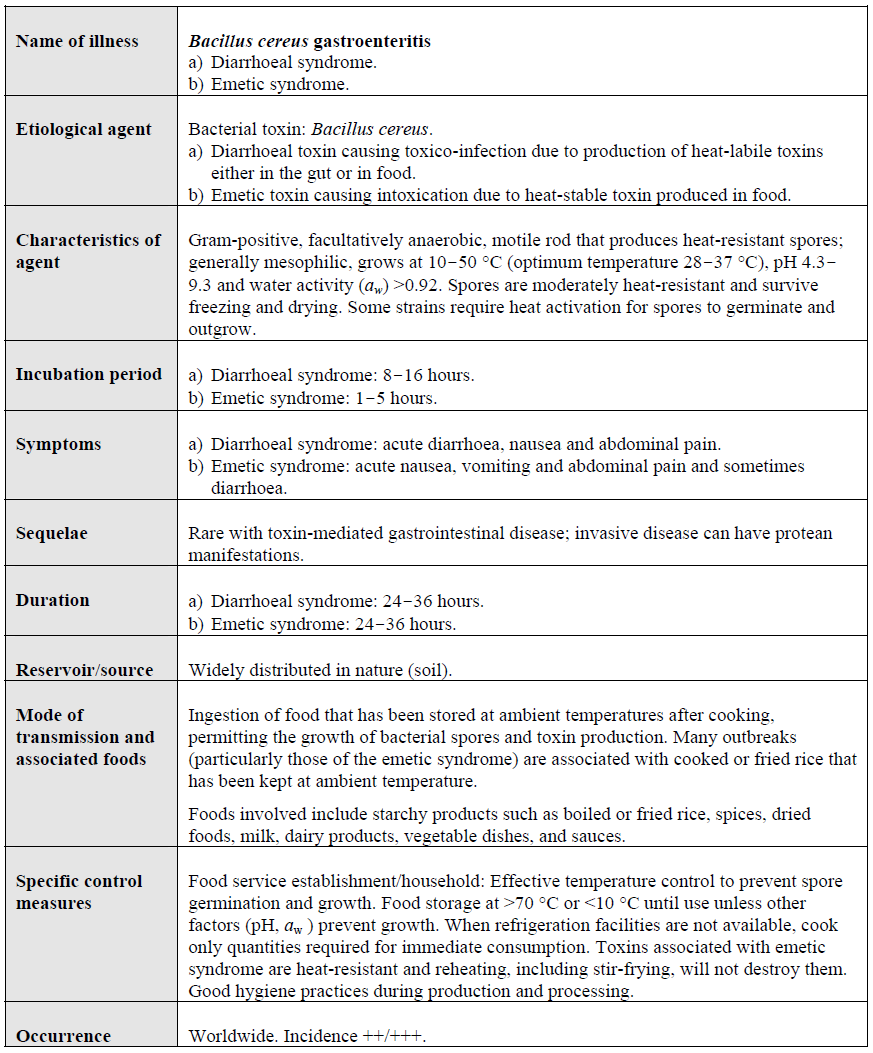 Name of illness
Bacillus cereus gastroenteritis
a) Diarrhoeal syndrome.
b) Emetic syndrome.
Etiological agent
Bacterial toxin: Bacillus cereus.
a) Diarrhoeal toxin causing toxico-infection due to production of heat-labile toxins
either in the gut or in food.
b) Emetic toxin causing intoxication due to heat-stable toxin produced in food.
Characteristics of
agent
Gram-positive, facultatively anaerobic, motile rod that produces heat-resistant spores;
generally mesophilic, grows at 10−50 °C (optimum temperature 28−37 °C), pH 4.3−
9.3 and water activity (aw) >0.92. Spores are moderately heat-resistant and survive
freezing and drying. Some strains require heat activation for spores to germinate and
outgrow.
Incubation period
a) Diarrhoeal syndrome: 8−16 hours.
b) Emetic syndrome: 1−5 hours.
Symptoms
a) Diarrhoeal syndrome: acute diarrhoea, nausea and abdominal pain.
b) Emetic syndrome: acute nausea, vomiting and abdominal pain and sometimes
diarrhoea.
Sequelae
Rare with toxin-mediated gastrointestinal disease; invasive disease can have protean
manifestations.
Duration
a) Diarrhoeal syndrome: 24−36 hours.
b) Emetic syndrome: 24−36 hours.
Reservoir/source
Widely distributed in nature (soil).
Mode of
transmission and
associated foods
Ingestion of food that has been stored at ambient temperatures after cooking,
permitting the growth of bacterial spores and toxin production. Many outbreaks
(particularly those of the emetic syndrome) are associated with cooked or fried rice that
has been kept at ambient temperature.
Foods involved include starchy products such as boiled or fried rice, spices, dried
foods, milk, dairy products, vegetable dishes, and sauces.
Specific control
measures
Food service establishment/household: Effective temperature control to prevent spore
germination and growth. Food storage at >70 °C or <10 °C until use unless other
factors (pH, aw ) prevent growth. When refrigeration facilities are not available, cook
only quantities required for immediate consumption. Toxins associated with emetic
syndrome are heat-resistant and reheating, including stir-frying, will not destroy them.
Good hygiene practices during production and processing.
Occurrence
Worldwide. Incidence ++/+++.